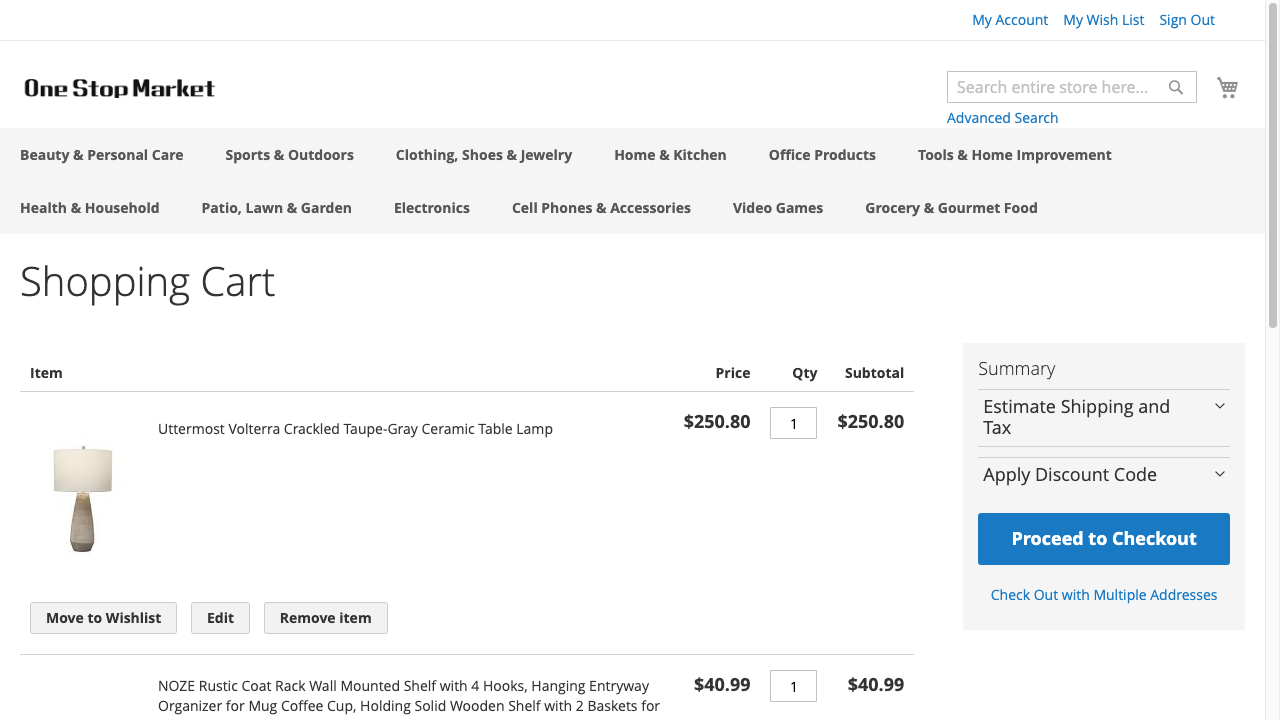 My Account My Wish List Sign Out
One Stop Market
Search entire store here...
Advanced Search
Beauty & Personal Care Sports & Outdoors Clothing, Shoes & Jewelry Home & Kitchen Office Products Tools & Home Improvement
Health & Household Patio, Lawn & Garden Electronics Cell Phones & Accessories Video Games Grocery & Gourmet Food
Shopping Cart
Item Price Qty Subtotal
Uttermost Volterra Crackled Taupe-Gray Ceramic Table Lamp $250.80 1 $250.80
Move to Wishlist Edit Remove item
NOZE Rustic Coat Rack Wall Mounted Shelf with 4 Hooks, Hanging Entryway $40.99 1 $40.99
Organizer for Mug Coffee Cup, Holding Solid Wooden Shelf with 2 Baskets for
Summary
Estimate Shipping and
Tax
Apply Discount Code
Proceed to Checkout
Check Out with Multiple Addresses